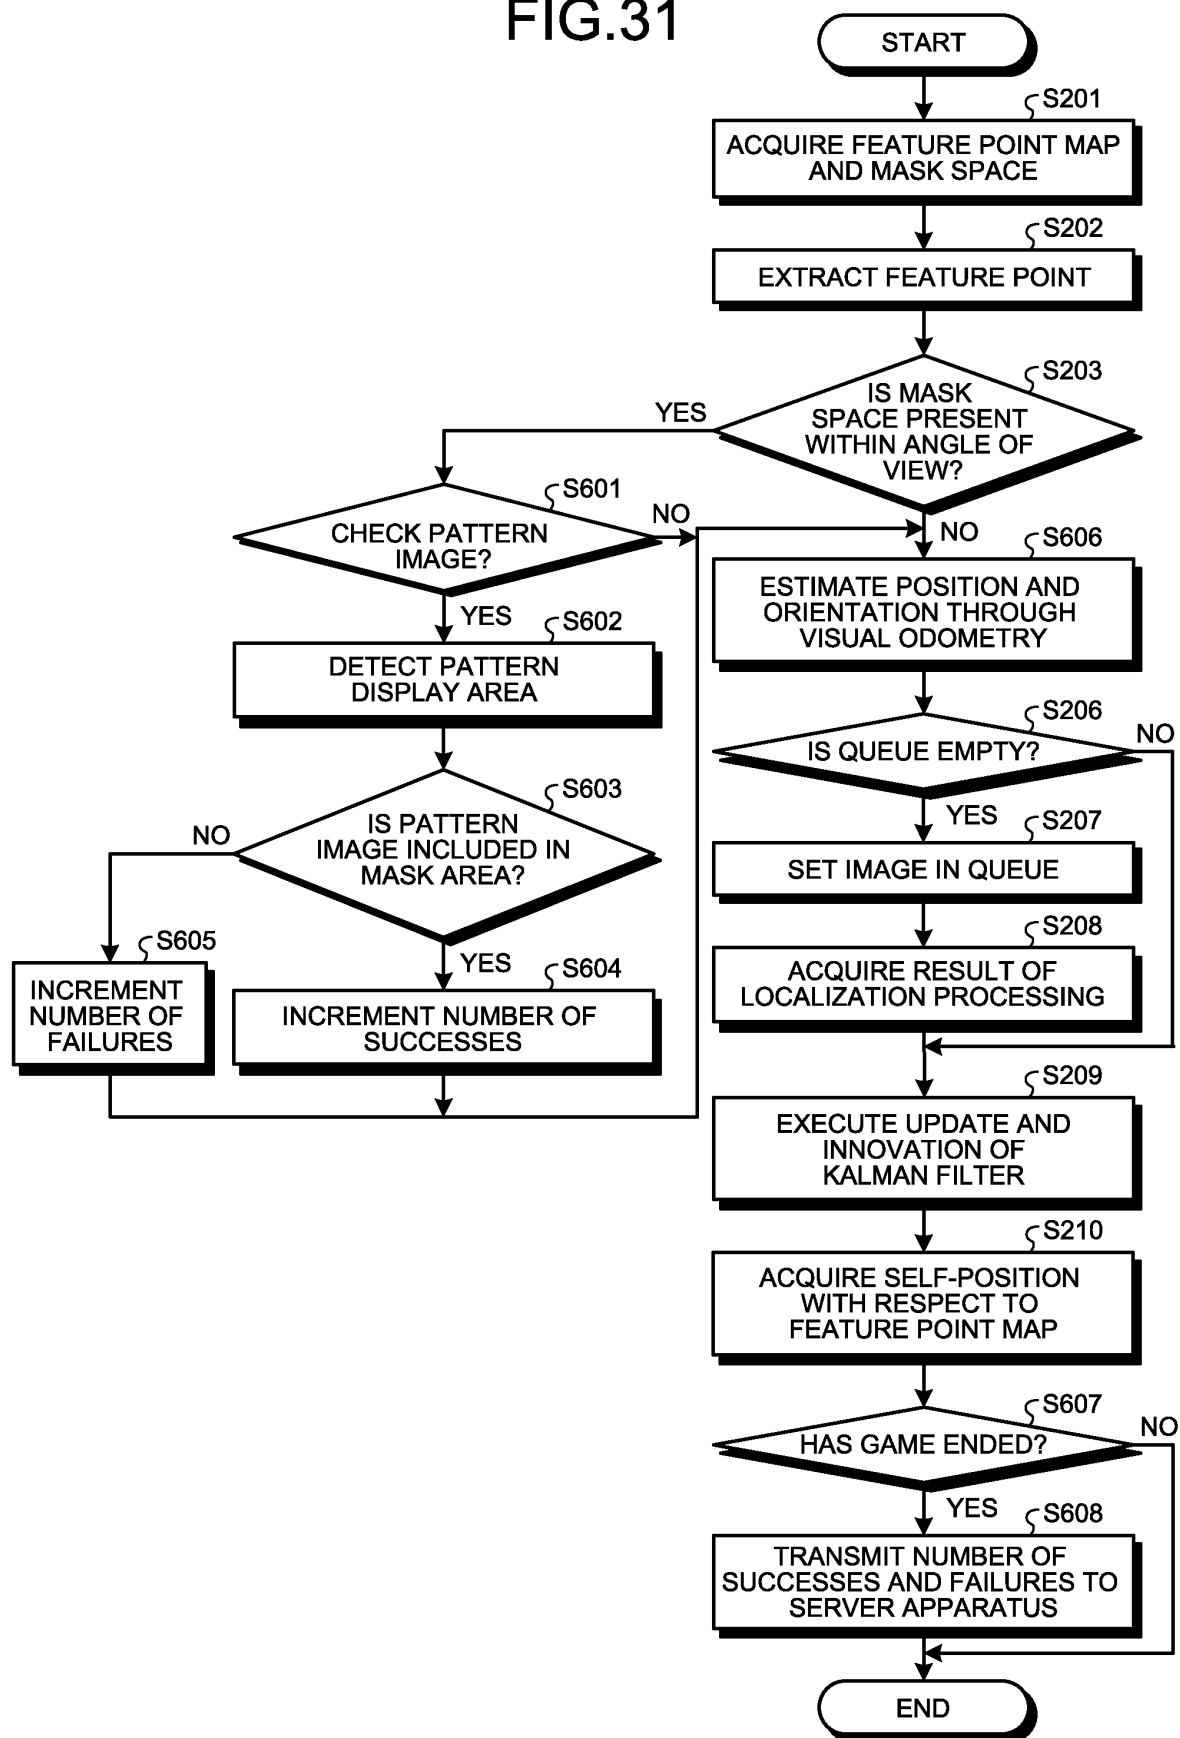 FIG.31
START
S201
ACQUIRE FEATURE POINT MAP
AND MASK SPACE
S202
EXTRACT FEATURE POINT
S203
IS MASK
SPACE PRESENT
WITHIN ANGLE OF
VIEW?
YES
NO
S601
CHECK PATTERN
IMAGE?
NO
YES
S602
DETECT PATTERN
DISPLAY AREA
S603
IS PATTERN
IMAGE INCLUDED IN
MASK AREA?
NO
YES
S605
INCREMENT
NUMBER OF
FAILURES
S604
INCREMENT NUMBER OF
SUCCESSES
S606
ESTIMATE POSITION AND
ORIENTATION THROUGH
VISUAL ODOMETRY
S206
IS QUEUE EMPTY?
NO
YES
S207
SET IMAGE IN QUEUE
S208
ACQUIRE RESULT OF
LOCALIZATION PROCESSING
S209
EXECUTE UPDATE AND
INNOVATION OF
KALMAN FILTER
S210
ACQUIRE SELF-POSITION
WITH RESPECT TO
FEATURE POINT MAP
S607
HAS GAME ENDED?
NO
YES
S608
TRANSMIT NUMBER OF
SUCCESSES AND FAILURES TO
SERVER APPARATUS
END